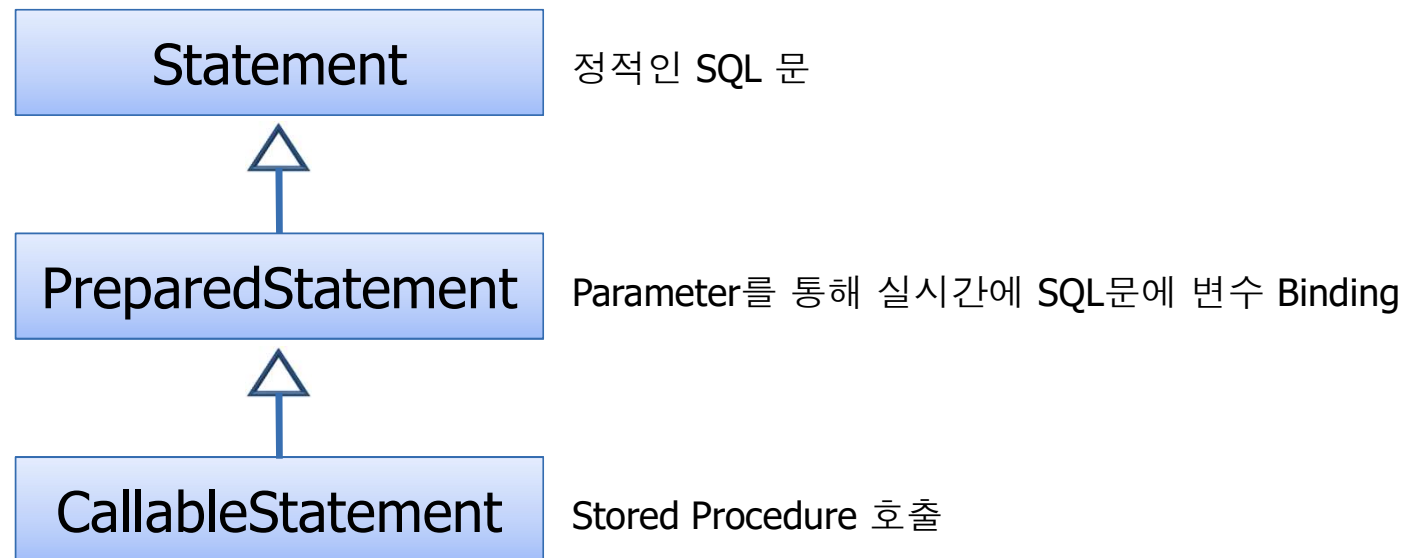 Statement
정적인 SQL 문
PreparedStatement
Parameter를 통해 실시간에 SQL문에 변수 Binding
CallableStatement
Stored Procedure 호출